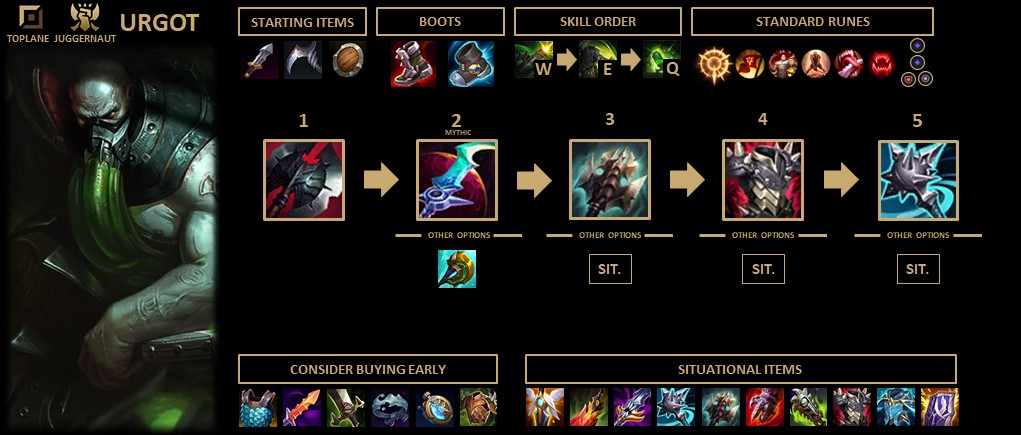 TOPLANE JUGGERNAUT URGOT
STARTING ITEMS
BOOTS
SKILL ORDER
STANDARD RUNES
W E Q
1 2 3 4 5
MYTHIC
OTHER OPTIONS OTHER OPTIONS OTHER OPTIONS OTHER OPTIONS
SIT. SIT. SIT.
CONSIDER BUYING EARLY
SITUATIONAL ITEMS